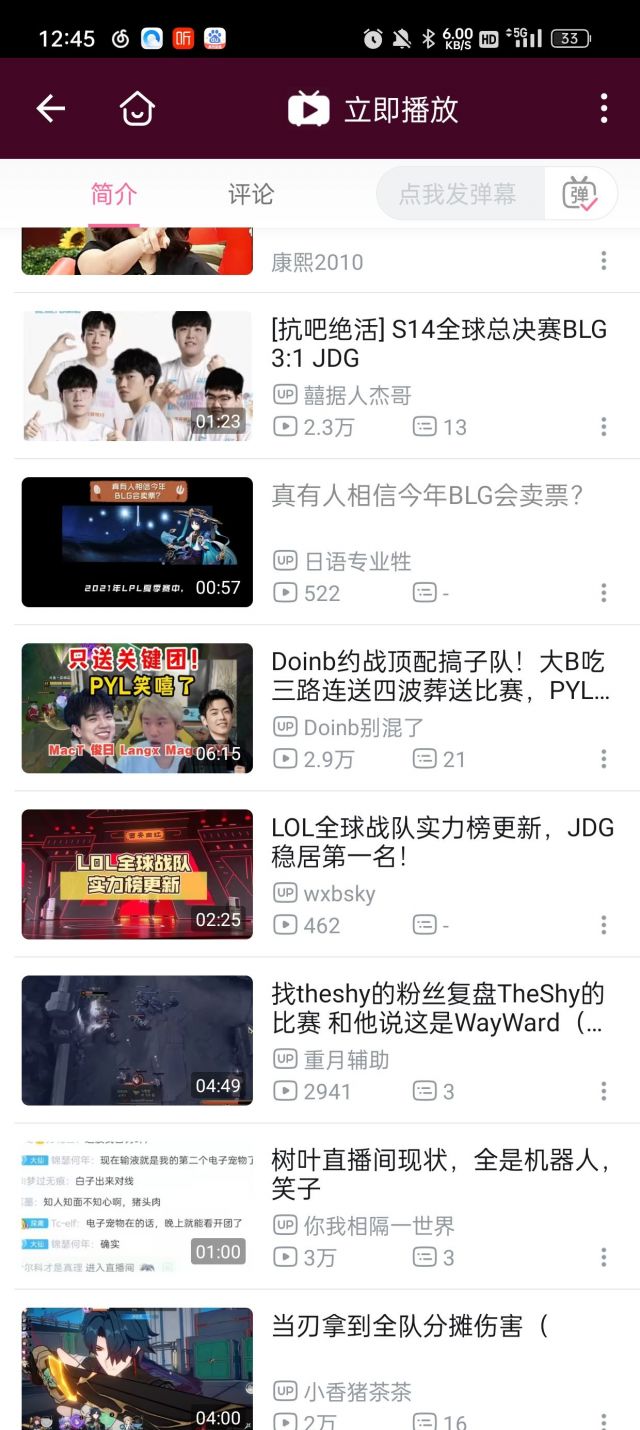 12:45
听
6.00
KB/S
HD
5G
33
立即播放
简介
评论
点我发弹幕
弹
康熙2010
[抗吧绝活] S14全球总决赛BLG
3:1 JDG
01:23
UP 囍据人杰哥
2.3万 13
真有人相信今年
BLG会卖票?
2021年LPL夏季赛中,
00:57
真有人相信今年BLG会卖票?
UP 日语专业牲
522 -
只送关键团!
PYL笑嘻了
MacT 俊日 Langx
06:15
Doinb约战顶配搞子队！大B吃
三路连送四波葬送比赛，PYL…
UP Doinb别混了
2.9万 21
LOL全球战队
实力榜更新
02:25
LOL全球战队实力榜更新，JDG
稳居第一名！
UP wxbsky
462 -
04:49
找theshy的粉丝复盘TheShy的
比赛 和他说这是WayWard（…
UP 重月辅助
2941 3
大仙 锦瑟何年： 现在输液就是我的第二个电子宠物了
梦过无痕： 白子出来对线
知人知面不知心啊，猪头肉
Tc-elf: 电子宠物在的话，晚上就能看开团了
大仙 锦瑟何年： 确实
尔科才是真理 进入直播间
01:00
树叶直播间现状，全是机器人，
笑子
UP 你我相隔一世界
3万 3
04:00
当刃拿到全队分摊伤害（
UP 小香猪茶茶
2万 16